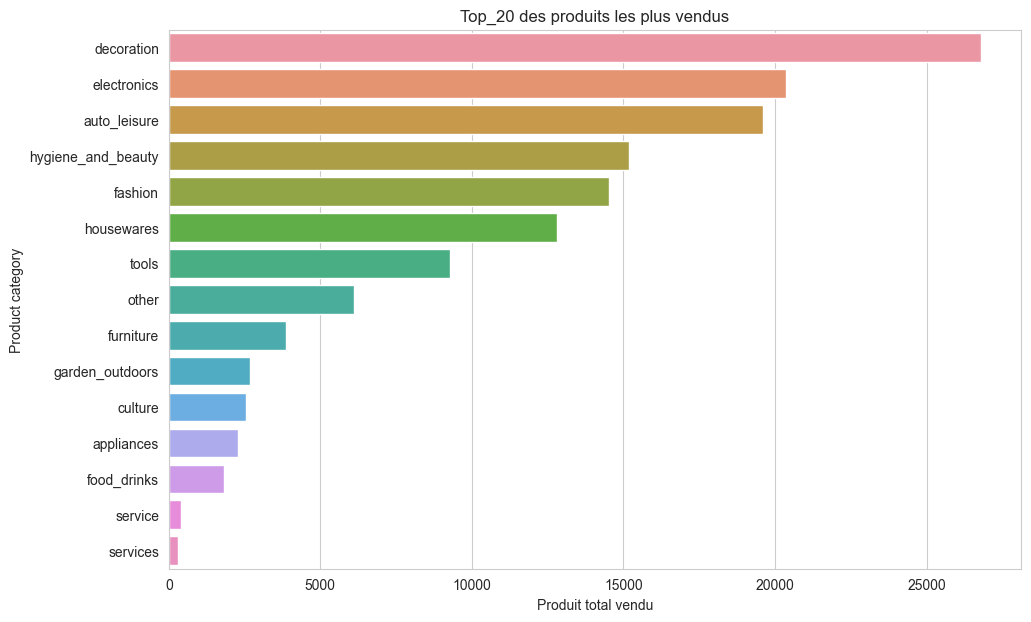 Top_20 des produits les plus vendus
Product category
decoration
electronics
auto_leisure
hygiene_and_beauty
fashion
housewares
tools
other
furniture
garden_outdoors
culture
appliances
food_drinks
service
services
0 5000 10000 15000 20000 25000
Produit total vendu